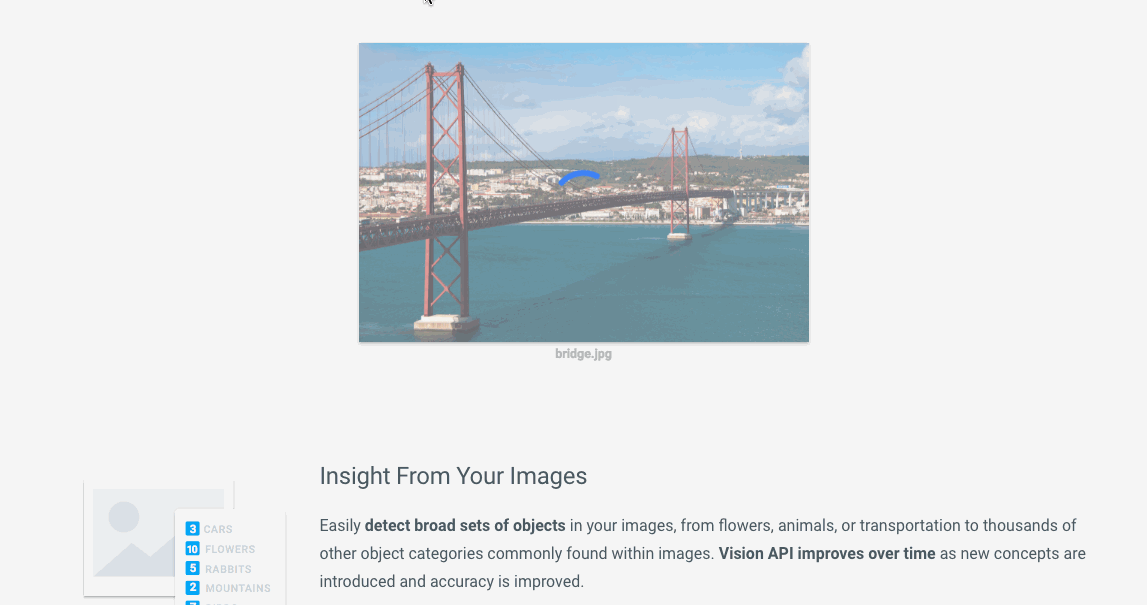 bridge.jpg
Insight From Your Images
Easily detect broad sets of objects in your images, from flowers, animals, or transportation to thousands of
other object categories commonly found within images. Vision API improves over time as new concepts are
introduced and accuracy is improved.
3 CARS
10 FLOWERS
5 RABBITS
2 MOUNTAINS